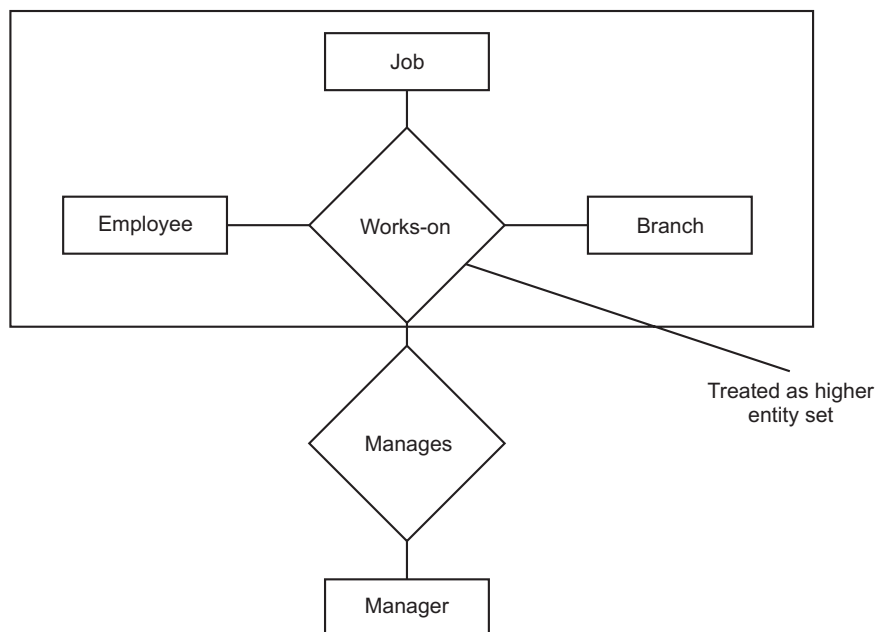 Job
Employee
Works-on
Branch
Treated as higher
entity set
Manages
Manager